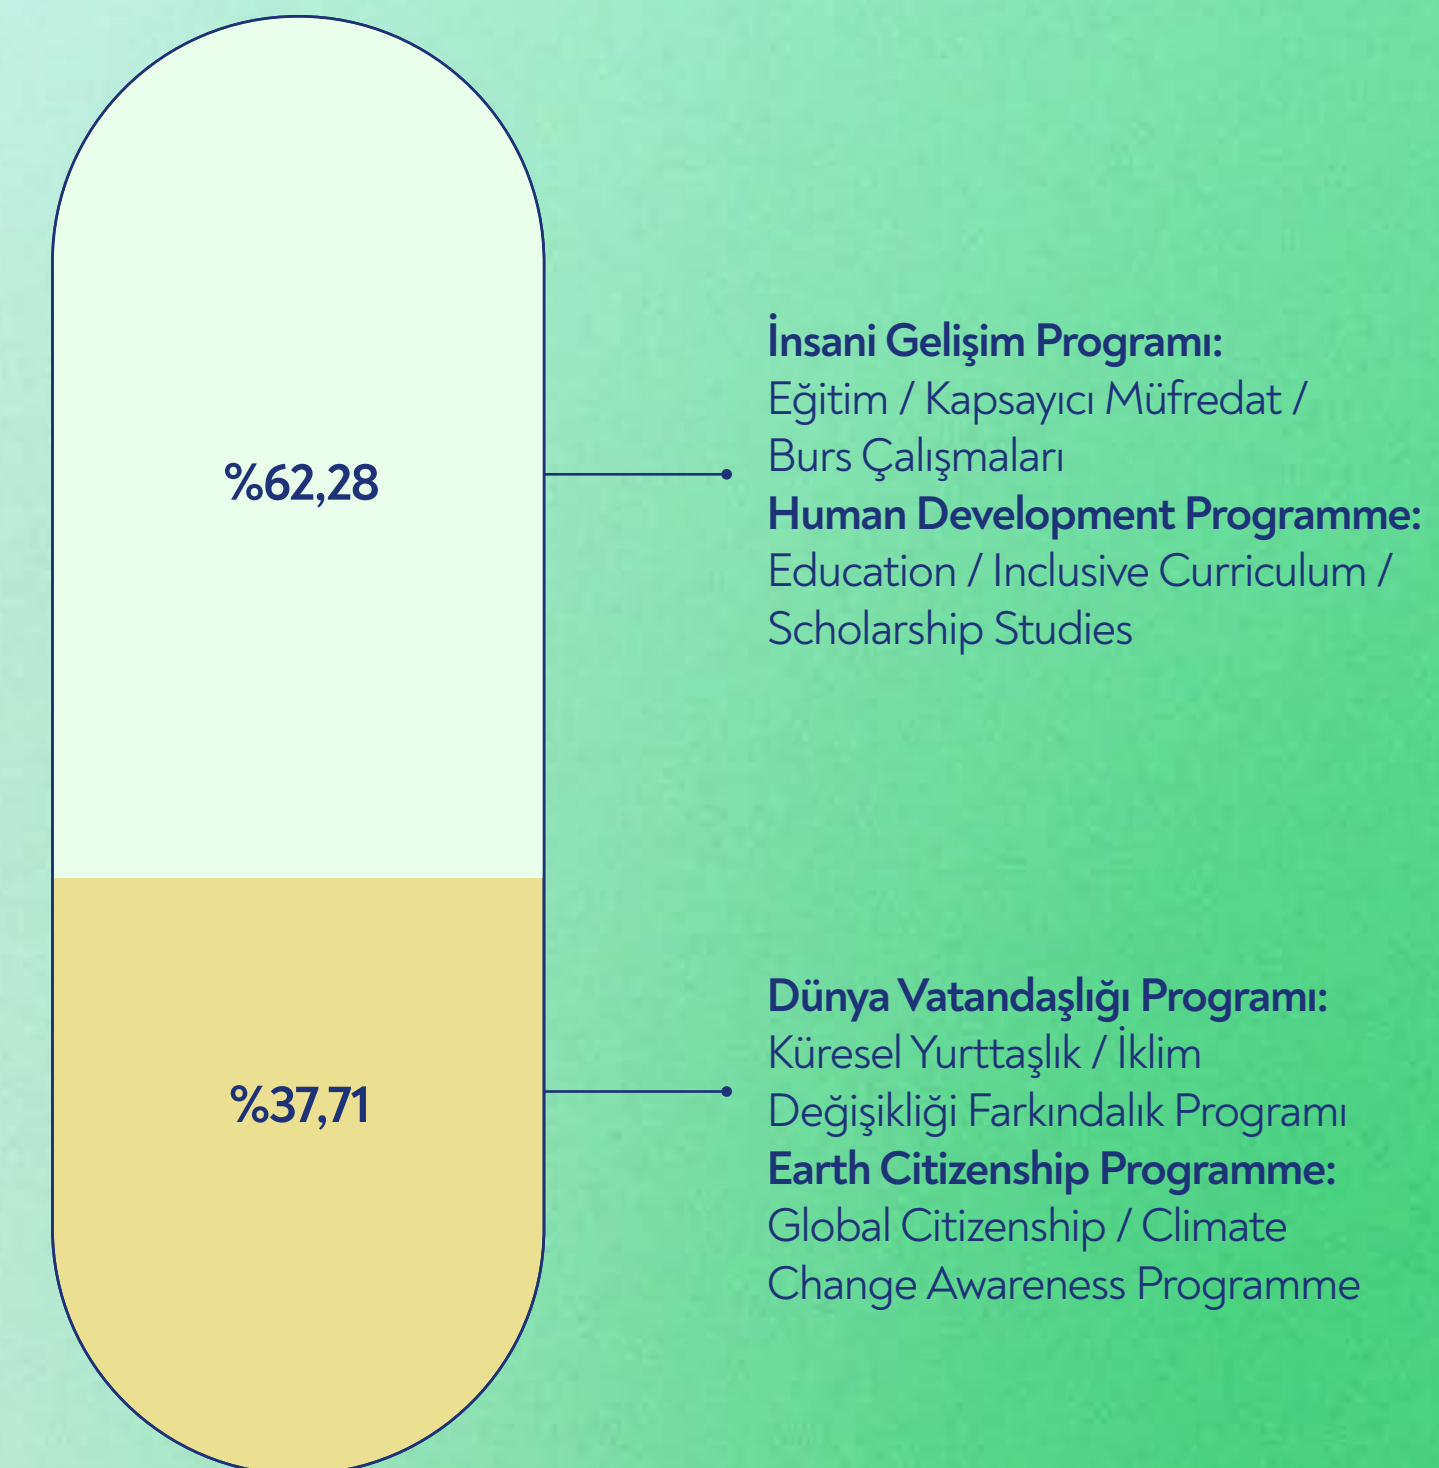 %62,28
İnsani Gelişim Programı:
Eğitim / Kapsayıcı Müfredat /
Burs Çalışmaları
Human Development Programme:
Education / Inclusive Curriculum /
Scholarship Studies
%37,71
Dünya Vatandaşlığı Programı:
Küresel Yurttaşlık / İklim
Değişikliği Farkındalık Programı
Earth Citizenship Programme:
Global Citizenship / Climate
Change Awareness Programme